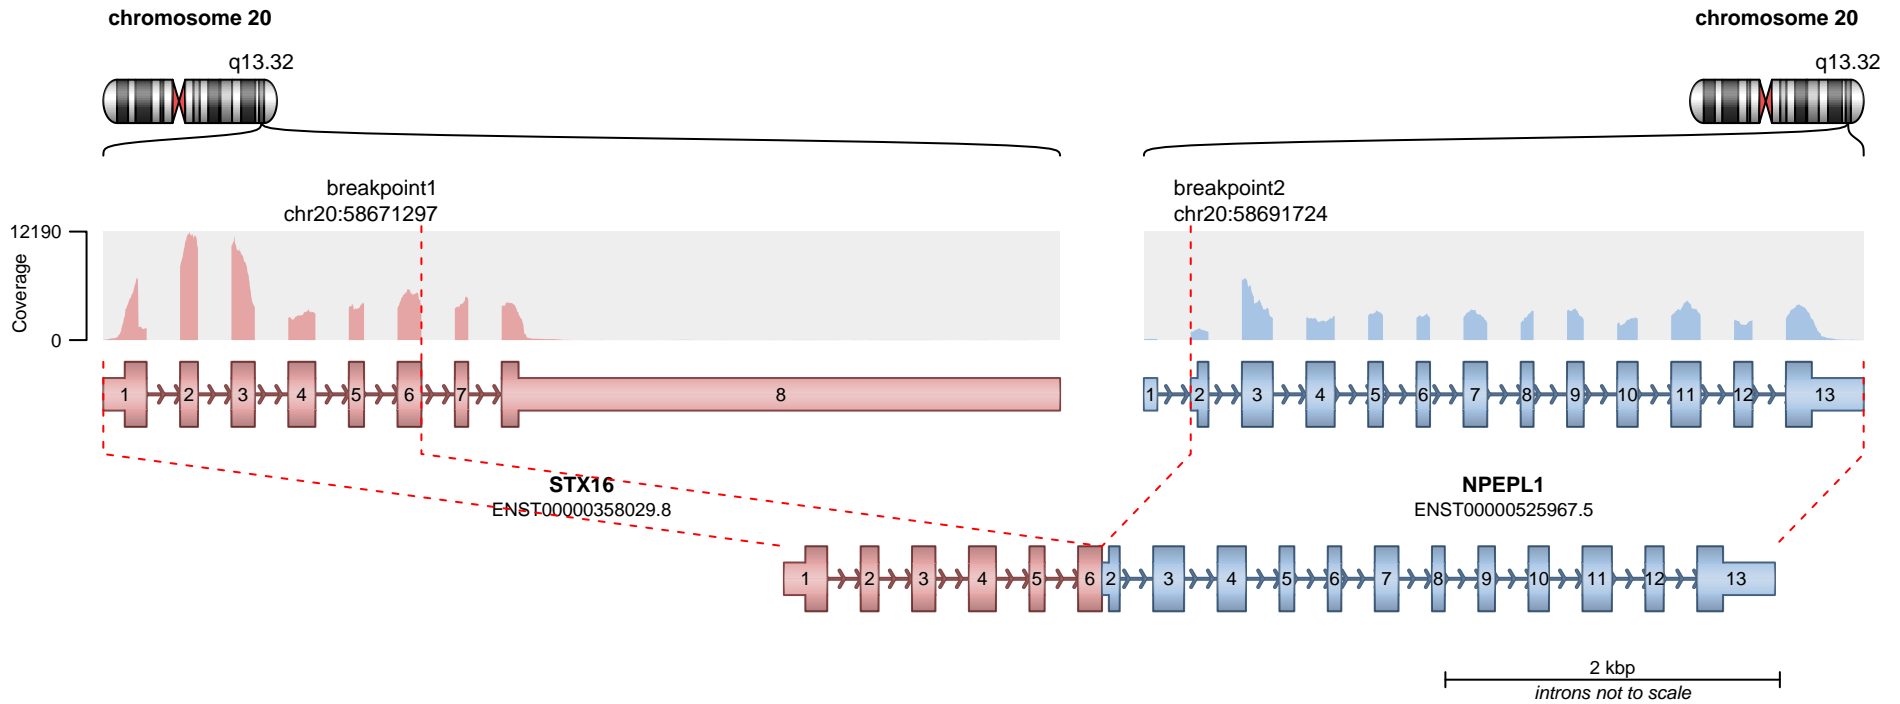 chromosome 20
chromosome 20
q13.32
q13.32
breakpoint1
chr20:58671297
breakpoint2
chr20:58691724
12190
Coverage
0
1 2 3 4 5 6 7 8
1 2 3 4 5 6 7 8 9 10 11 12 13
STX16
ENST00000358029.8
NPEPL1
ENST00000525967.5
1 2 3 4 5 6 2 3 4 5 6 7 8 9 10 11 12 13
2 kbp
introns not to scale